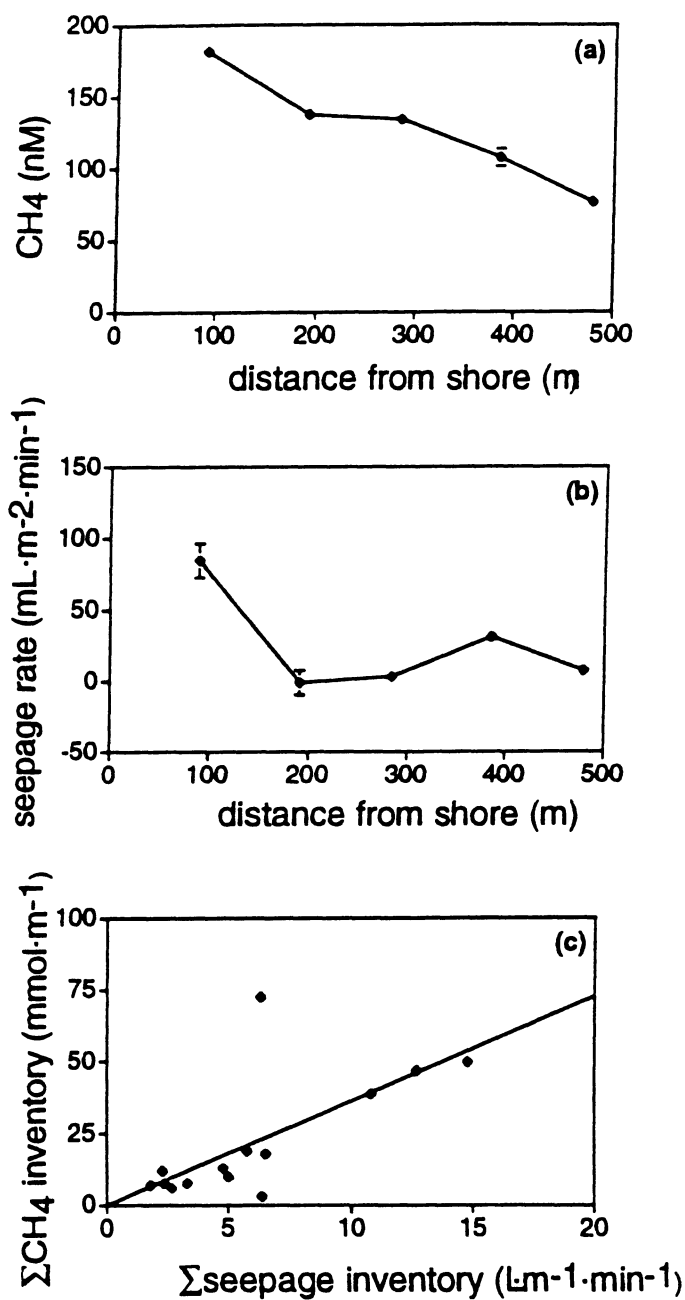 200
(a)
150
100
50
0
CH4 (nM)
0 100 200 300 400 500
distance from shore (m)
150
(b)
100
50
0
-50
seepage rate (mL·m-2·min-1)
0 100 200 300 400 500
distance from shore (m)
100
(c)
75
50
25
0
ΣCH4 inventory (mmol·m-1)
0 5 10 15 20
Σseepage inventory (L·m-1·min-1)